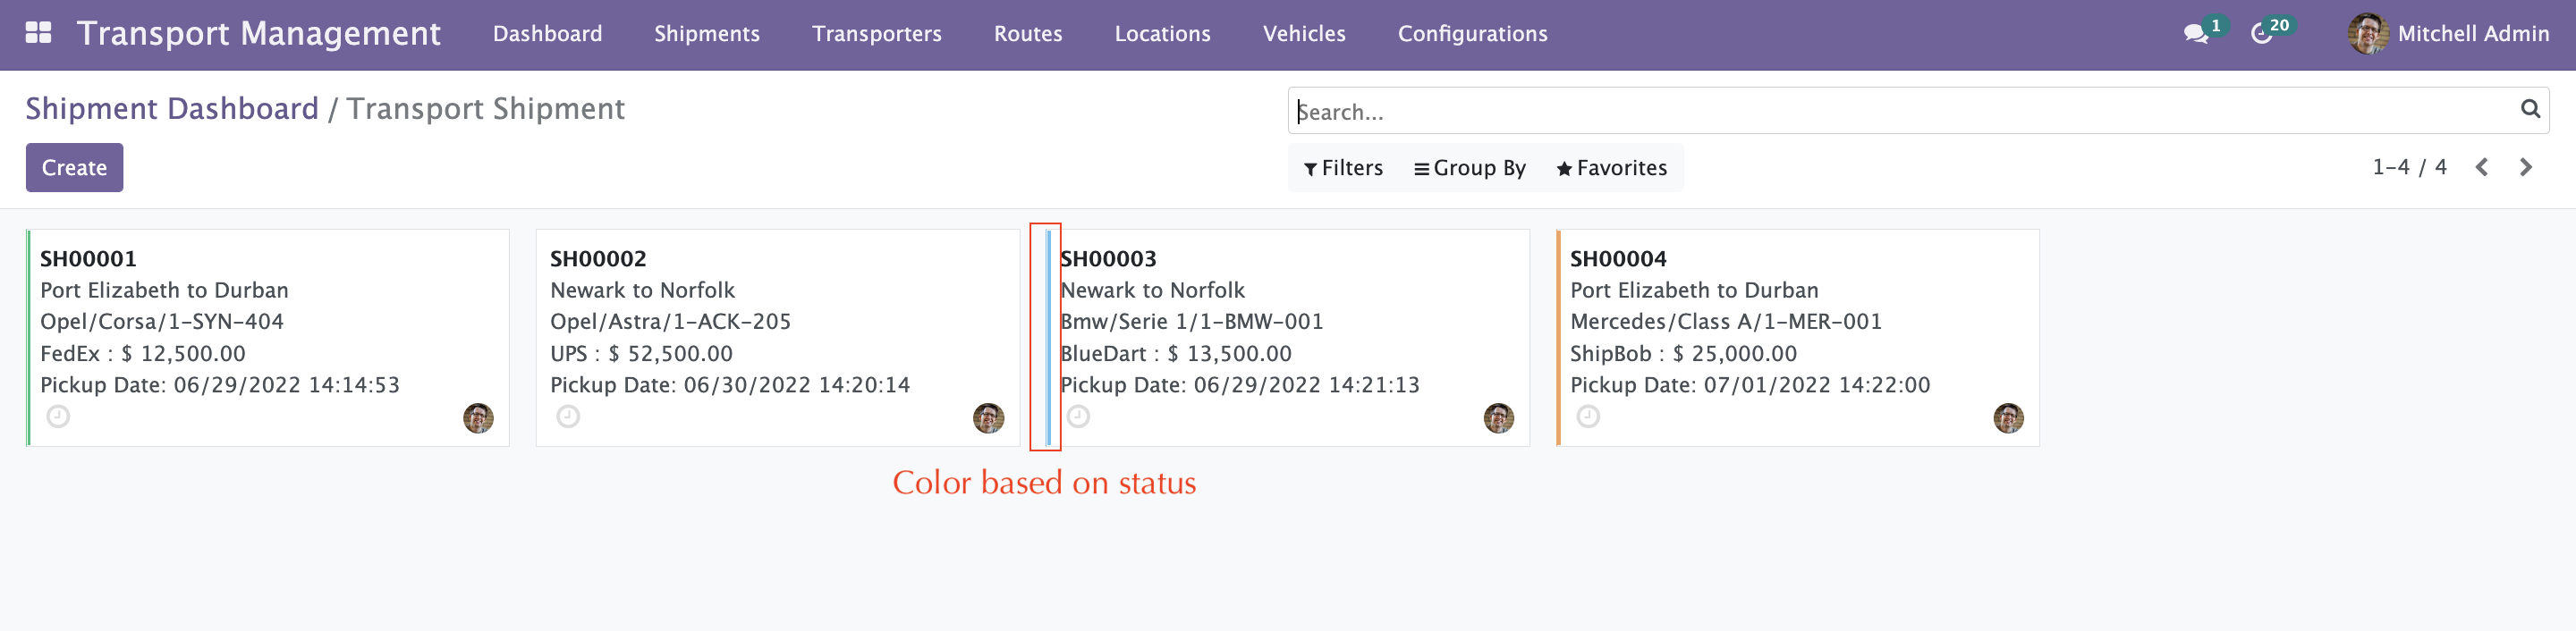 Transport Management Dashboard Shipments Transporters Routes Locations Vehicles Configurations 1 20 Mitchell Admin
Shipment Dashboard / Transport Shipment
Search...
Create
Filters Group By Favorites
1-4 / 4
SH00001
Port Elizabeth to Durban
Opel/Corsa/1-SYN-404
FedEx : $ 12,500.00
Pickup Date: 06/29/2022 14:14:53
SH00002
Newark to Norfolk
Opel/Astra/1-ACK-205
UPS : $ 52,500.00
Pickup Date: 06/30/2022 14:20:14
SH00003
Newark to Norfolk
Bmw/Serie 1/1-BMW-001
BlueDart : $ 13,500.00
Pickup Date: 06/29/2022 14:21:13
SH00004
Port Elizabeth to Durban
Mercedes/Class A/1-MER-001
ShipBob : $ 25,000.00
Pickup Date: 07/01/2022 14:22:00
Color based on status